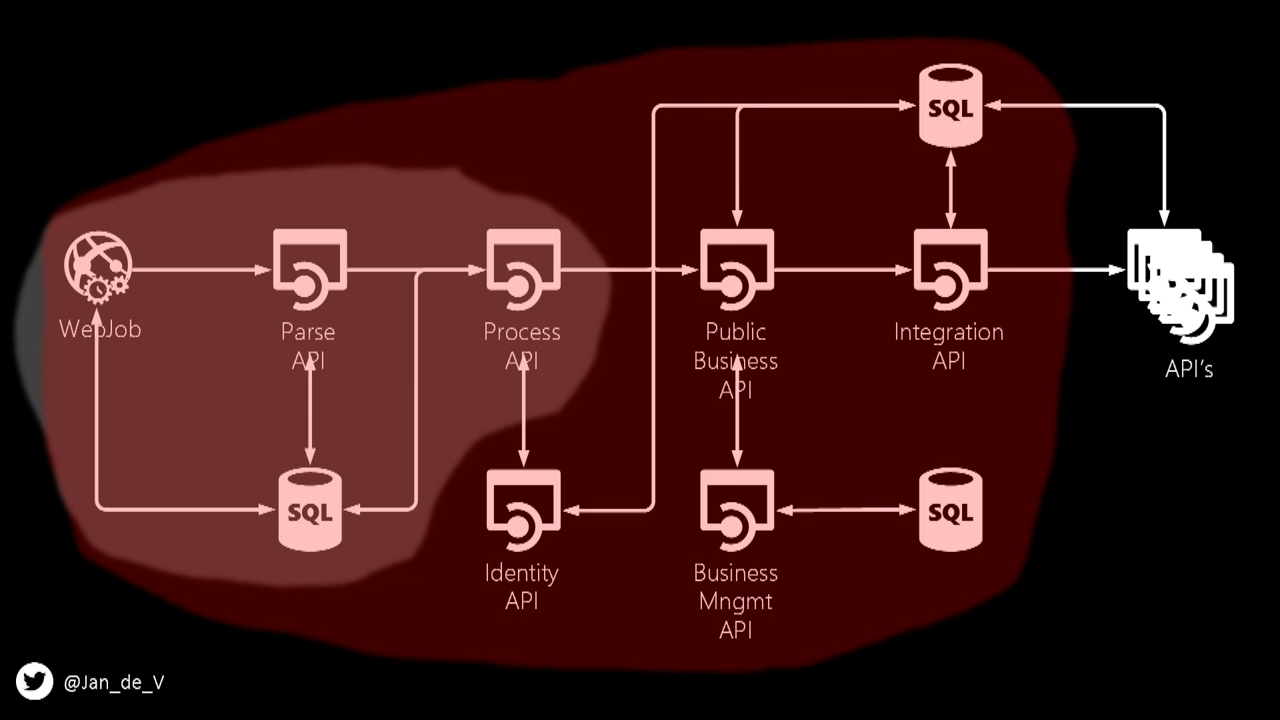 SQL
WebJob
Parse
API
Process
API
Public
Business
API
Integration
API
API's
SQL
SQL
Identity
API
Business
Mngmt
API
@Jan_de_V